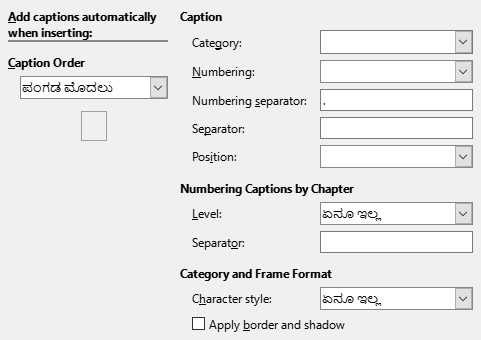 Add captions automatically
when inserting:
Caption Order
ಪಂಗಡ ಮೊದಲು
Caption
Category:
Numbering:
Numbering separator: .
Separator:
Position:
Numbering Captions by Chapter
Level: ಏನೂ ಇಲ್ಲ
Separator:
Category and Frame Format
Character style: ಏನೂ ಇಲ್ಲ
Apply border and shadow